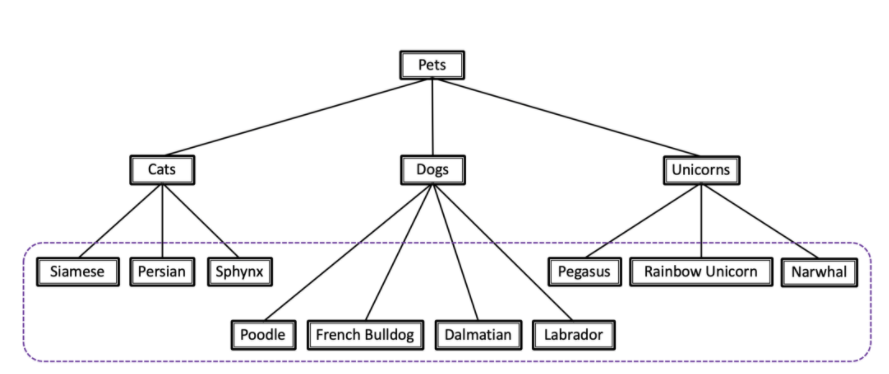 Pets
Cats
Dogs
Unicorns
Siamese
Persian
Sphynx
Pegasus
Rainbow Unicorn
Narwhal
Poodle
French Bulldog
Dalmatian
Labrador